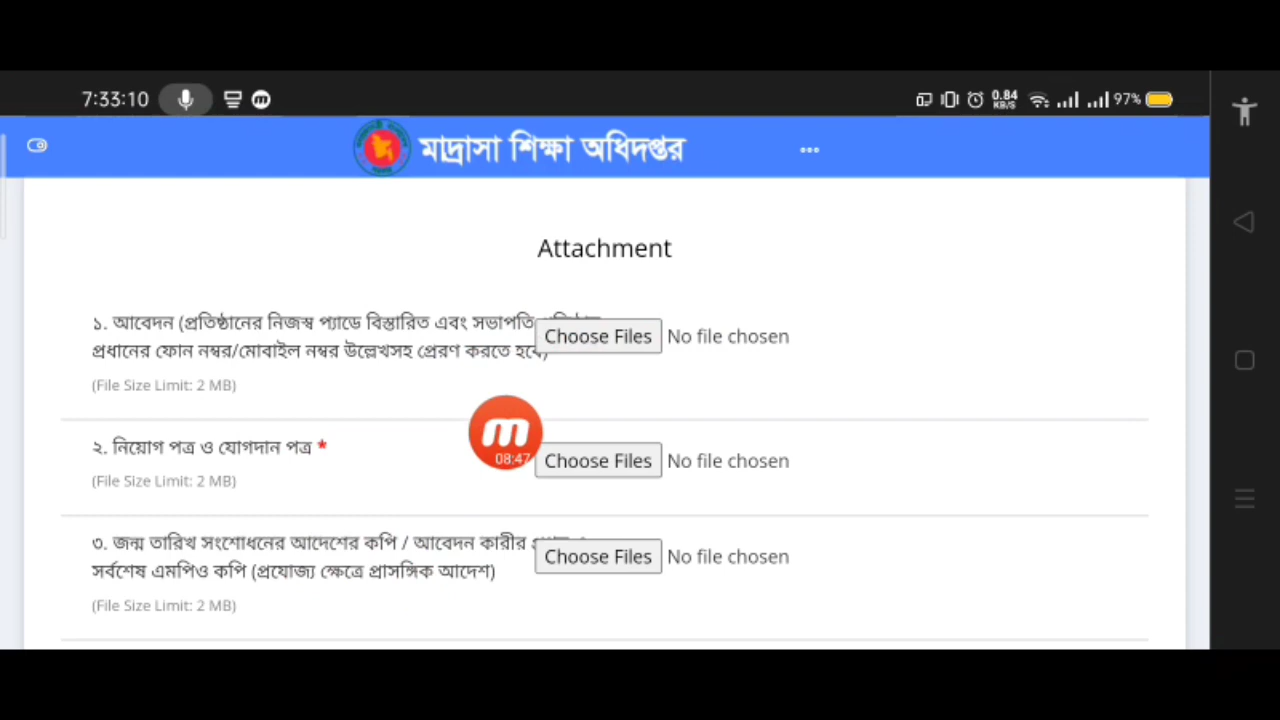 7:33:10
0.84
KB/S
97%
মাদ্রাসা শিক্ষা অধিদপ্তর
Attachment
১. আবেদন (প্রতিষ্ঠানের নিজস্ব প্যাডে বিস্তারিত এবং সভাপতি
প্রধানের ফোন নম্বর/মোবাইল নম্বর উল্লেখসহ প্রেরণ করতে হবে)
Choose Files No file chosen
(File Size Limit: 2 MB)
m
08:47
২. নিয়োগ পত্র ও যোগদান পত্র *
Choose Files No file chosen
(File Size Limit: 2 MB)
৩. জন্ম তারিখ সংশোধনের আদেশের কপি / আবেদন কারীর
সর্বশেষ এমপিও কপি (প্রযোজ্য ক্ষেত্রে প্রাসঙ্গিক আদেশ)
Choose Files No file chosen
(File Size Limit: 2 MB)